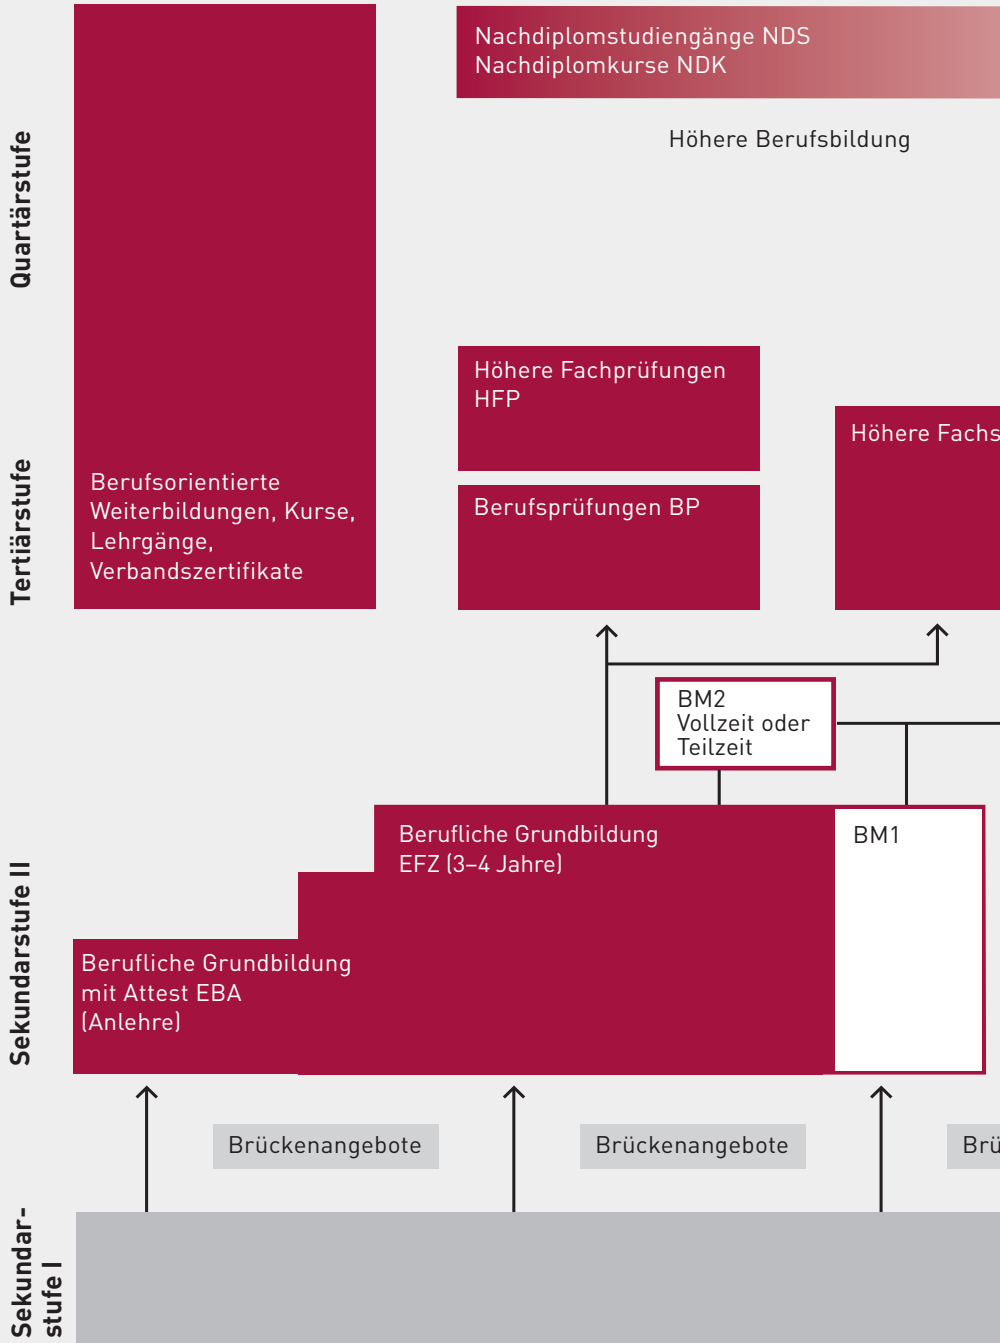 Nachdiplomstudiengänge NDS
Nachdiplomkurse NDK
Höhere Berufsbildung
Quartärstufe
Höhere Fachprüfungen
HFP
Höhere Fachs
Berufsorientierte
Weiterbildungen, Kurse,
Lehrgänge,
Verbandszertifikate
Berufsprüfungen BP
Tertiärstufe
BM2
Vollzeit oder
Teilzeit
Berufliche Grundbildung
EFZ (3–4 Jahre)
BM1
Berufliche Grundbildung
mit Attest EBA
(Anlehre)
Sekundarstufe II
Brückenangebote
Brückenangebote
Brü
Sekundar-
stufe I